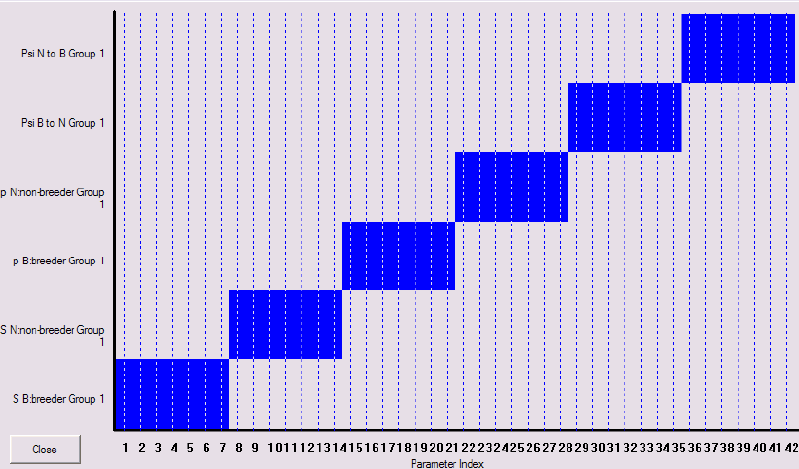 Psi N to B Group 1
Psi B to N Group 1
p N:non-breeder Group
1
p B:breeder Group 1
S N:non-breeder Group
1
S B:breeder Group 1
Close
1 2 3 4 5 6 7 8 9 10 11 12 13 14 15 16 17 18 19 20 21 22 23 24 25 26 27 28 29 30 31 32 33 34 35 36 37 38 39 40 41 42
Parameter Index